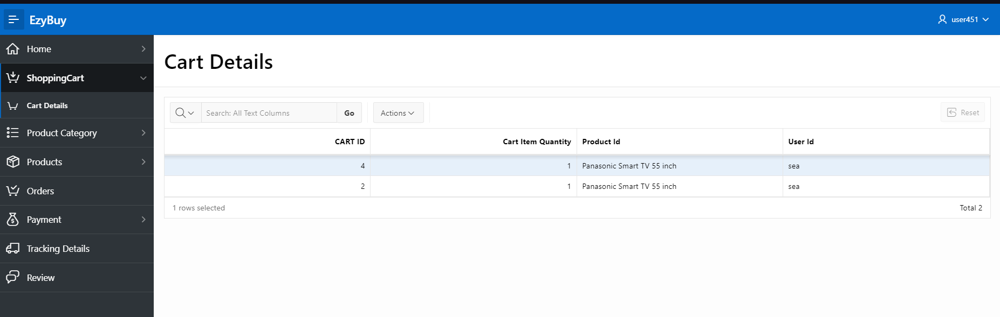 EzyBuy
user451
Home
ShoppingCart
Cart Details
Product Category
Products
Orders
Payment
Tracking Details
Review
Cart Details
Search: All Text Columns
Go
Actions
Reset
CART ID Cart Item Quantity Product Id User Id
4 1 Panasonic Smart TV 55 inch sea
2 1 Panasonic Smart TV 55 inch sea
1 rows selected Total 2